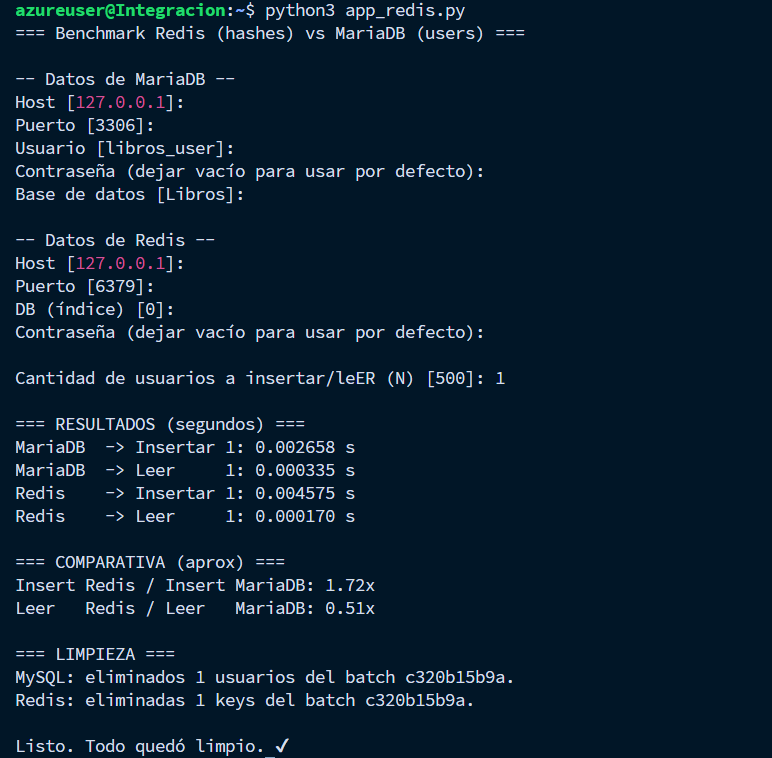 azureuser@Integracion:~$ python3 app_redis.py
=== Benchmark Redis (hashes) vs MariaDB (users) ===
-- Datos de MariaDB --
Host [127.0.0.1]:
Puerto [3306]:
Usuario [libros_user]:
Contraseña (dejar vacío para usar por defecto):
Base de datos [Libros]:
-- Datos de Redis --
Host [127.0.0.1]:
Puerto [6379]:
DB (índice) [0]:
Contraseña (dejar vacío para usar por defecto):
Cantidad de usuarios a insertar/leER (N) [500]: 1
=== RESULTADOS (segundos) ===
MariaDB  -> Insertar 1: 0.002658 s
MariaDB  -> Leer     1: 0.000335 s
Redis    -> Insertar 1: 0.004575 s
Redis    -> Leer     1: 0.000170 s
=== COMPARATIVA (aprox) ===
Insert Redis / Insert MariaDB: 1.72x
Leer   Redis / Leer   MariaDB: 0.51x
=== LIMPIEZA ===
MySQL: eliminados 1 usuarios del batch c320b15b9a.
Redis: eliminadas 1 keys del batch c320b15b9a.
Listo. Todo quedó limpio. ✔